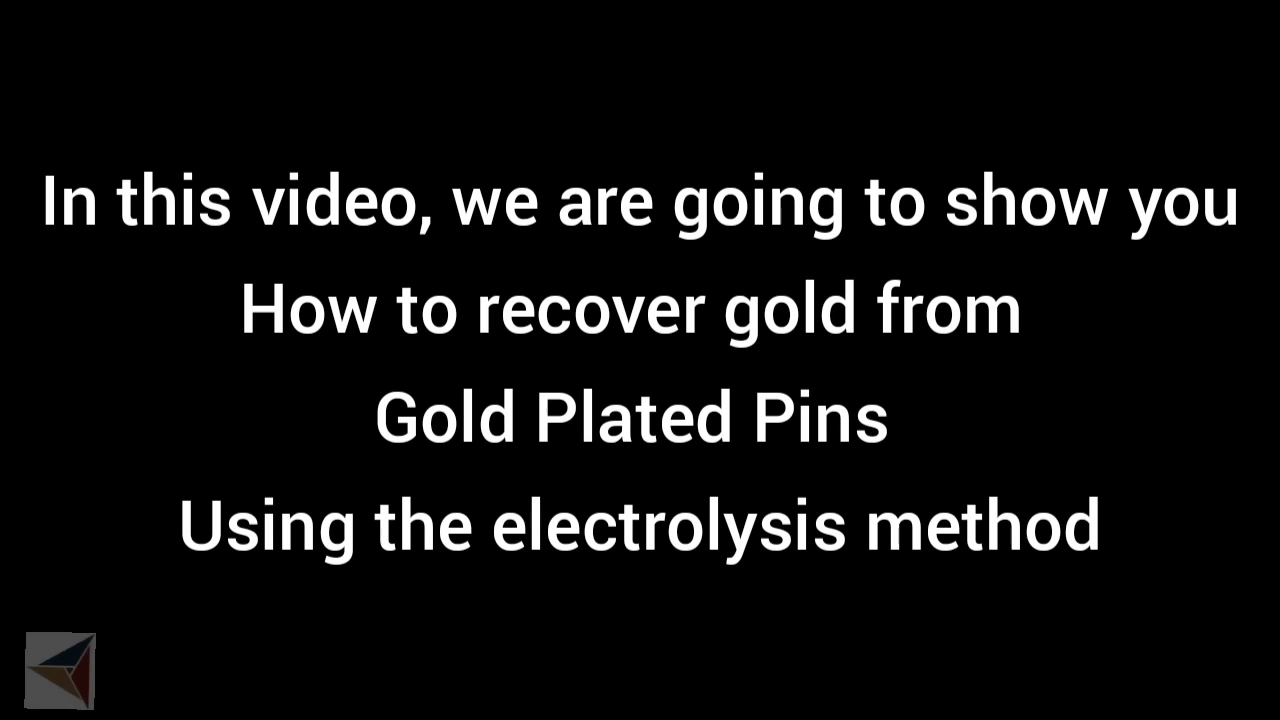 In this video, we are going to show you
How to recover gold from
Gold Plated Pins
Using the electrolysis method